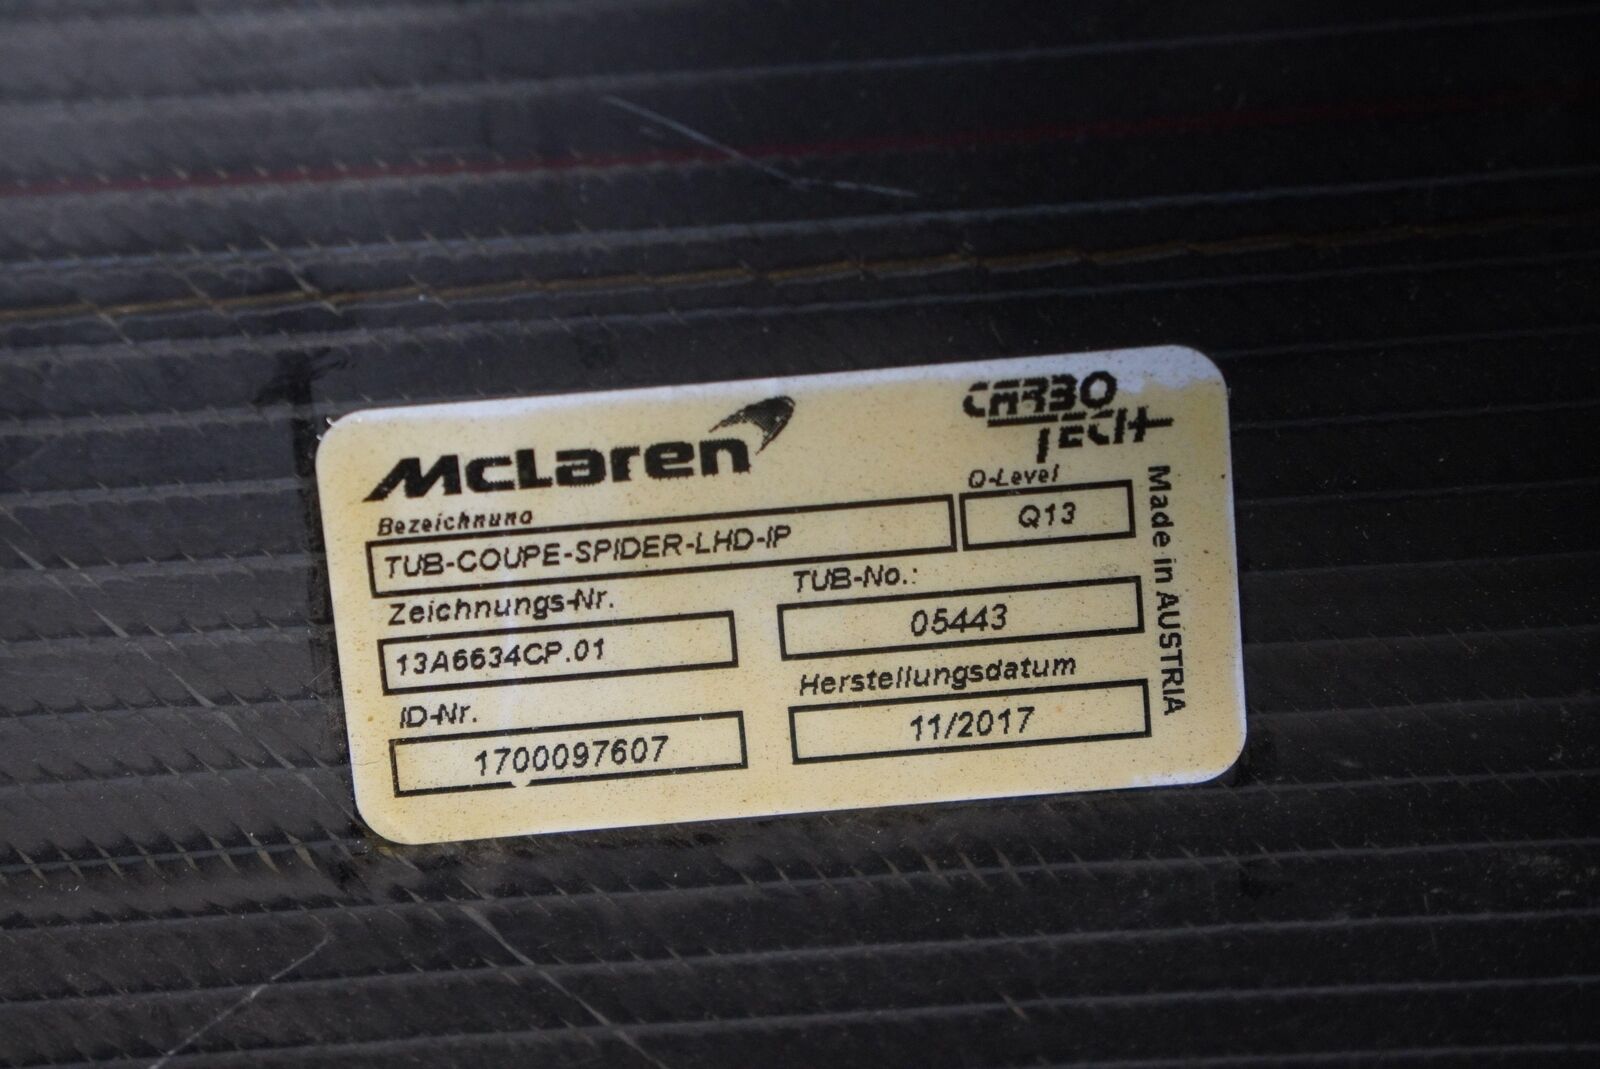 McLaren
CARBO TECH
Bezeichnung
Q-Level
TUB-COUPE-SPIDER-LHD-IP
Q13
Zeichnungs-Nr.
TUB-No.:
13A6634CP.01
05443
ID-Nr.
Herstellungsdatum
1700097607
11/2017
Made in AUSTRIA